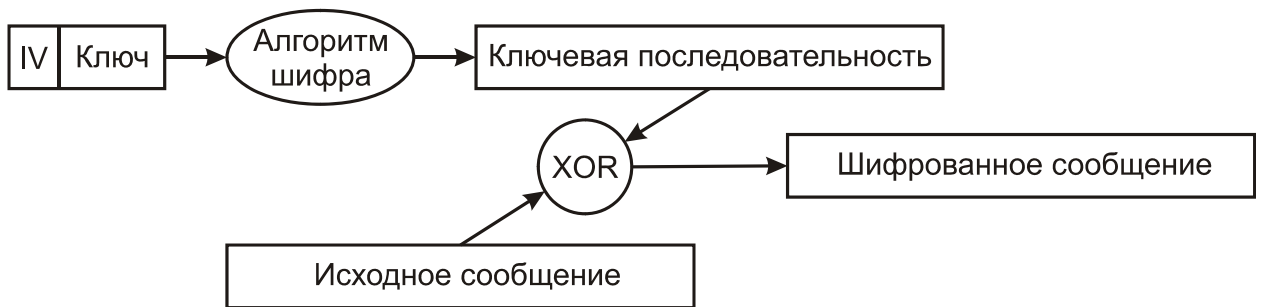 IV Ключ
Алгоритм
шифра
Ключевая последовательность
XOR
Шифрованное сообщение
Исходное сообщение